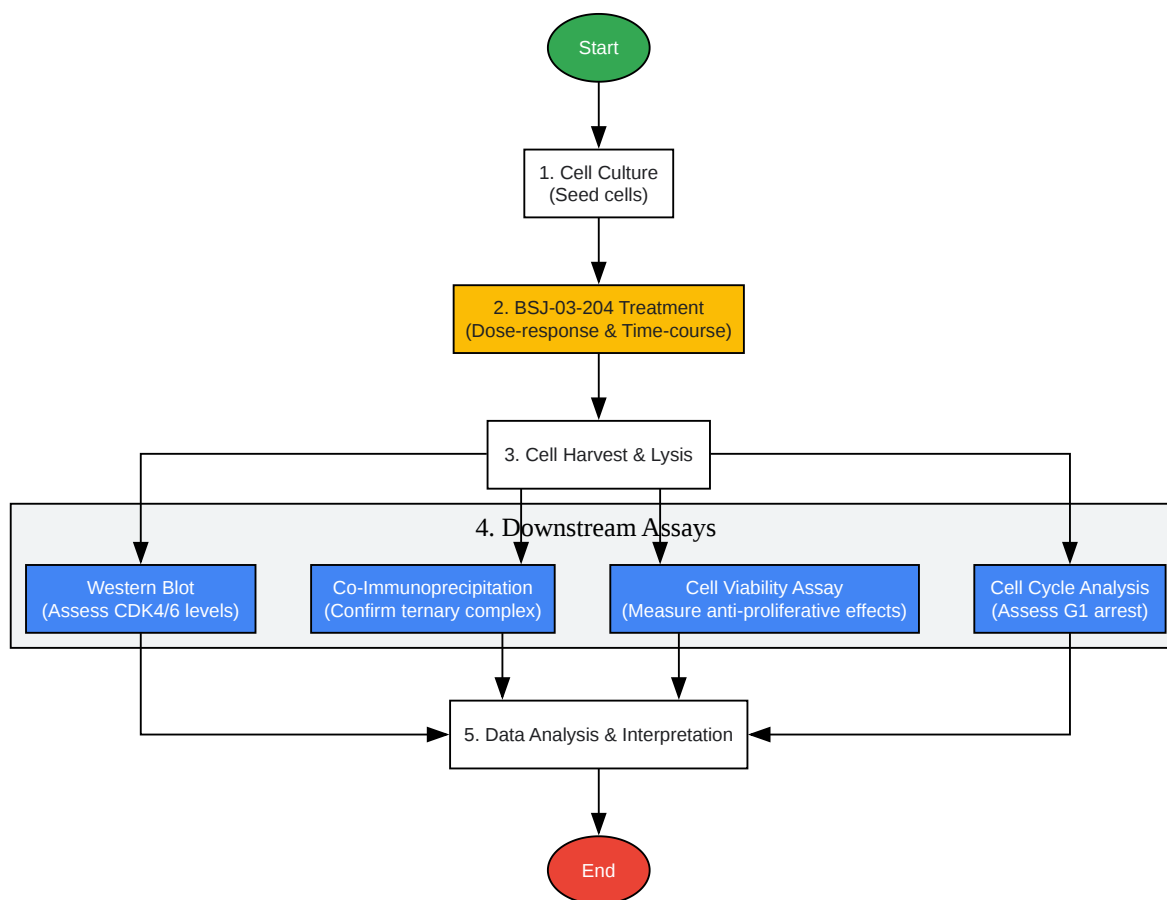 Start
1. Cell Culture
(Seed cells)
2. BSJ-03-204 Treatment
(Dose-response & Time-course)
3. Cell Harvest & Lysis
4. Downstream Assays
Western Blot
(Assess CDK4/6 levels)
Co-Immunoprecipitation
(Confirm ternary complex)
Cell Viability Assay
(Measure anti-proliferative effects)
Cell Cycle Analysis
(Assess G1 arrest)
5. Data Analysis & Interpretation
End